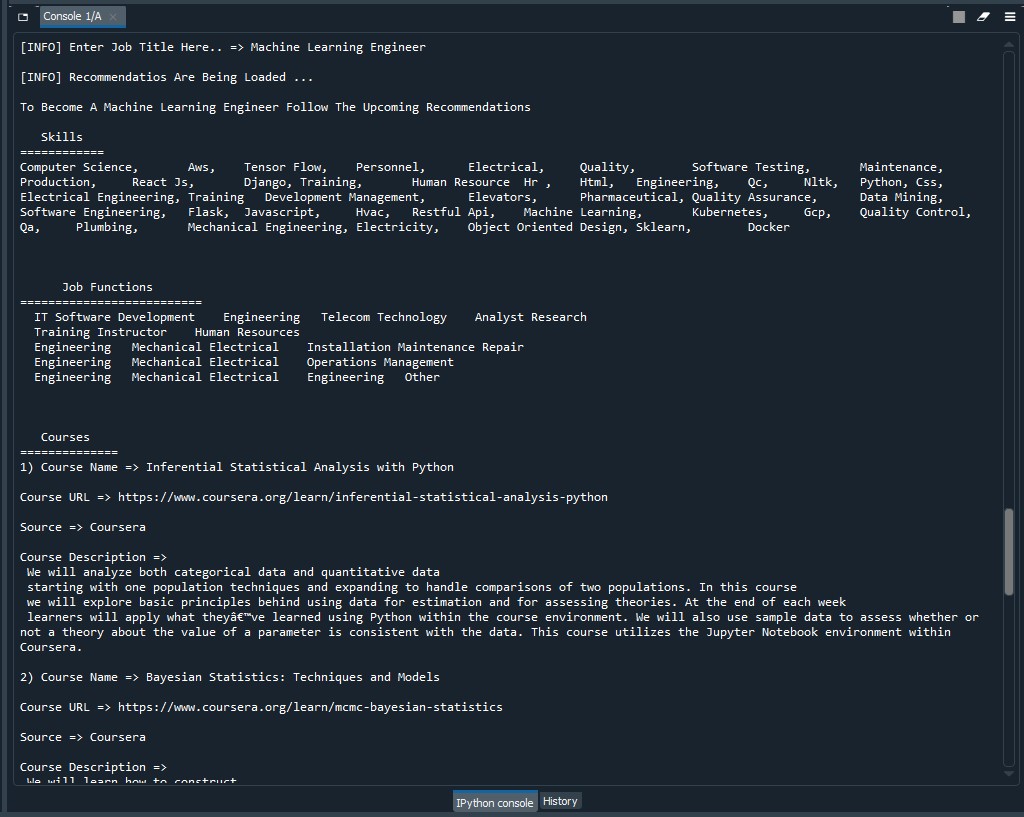 Console 1/A
[INFO] Enter Job Title Here.. => Machine Learning Engineer
[INFO] Recommendatios Are Being Loaded ...
To Become A Machine Learning Engineer Follow The Upcoming Recommendations
Skills
============
Computer Science, Aws, Tensor Flow, Personnel, Electrical, Quality, Software Testing, Maintenance,
Production, React Js, Django, Training, Human Resource Hr , Html, Engineering, Qc, Nltk, Python, Css,
Electrical Engineering, Training Development Management, Elevators, Pharmaceutical, Quality Assurance, Data Mining,
Software Engineering, Flask, Javascript, Hvac, Restful Api, Machine Learning, Kubernetes, Gcp, Quality Control,
Qa, Plumbing, Mechanical Engineering, Electricity, Object Oriented Design, Sklearn, Docker
Job Functions
==========================
IT Software Development Engineering Telecom Technology Analyst Research
Training Instructor Human Resources
Engineering Mechanical Electrical Installation Maintenance Repair
Engineering Mechanical Electrical Operations Management
Engineering Mechanical Electrical Engineering Other
Courses
==============
1) Course Name => Inferential Statistical Analysis with Python
Course URL => https://www.coursera.org/learn/inferential-statistical-analysis-python
Source => Coursera
Course Description =>
We will analyze both categorical data and quantitative data
starting with one population techniques and expanding to handle comparisons of two populations. In this course
we will explore basic principles behind using data for estimation and for assessing theories. At the end of each week
learners will apply what theyâ€™ve learned using Python within the course environment. We will also use sample data to assess whether or
not a theory about the value of a parameter is consistent with the data. This course utilizes the Jupyter Notebook environment within
Coursera.
2) Course Name => Bayesian Statistics: Techniques and Models
Course URL => https://www.coursera.org/learn/mcmc-bayesian-statistics
Source => Coursera
Course Description =>
We will learn how to construct
IPython console
History